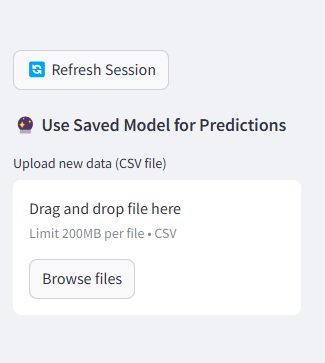 Refresh Session
Use Saved Model for Predictions
Upload new data (CSV file)
Drag and drop file here
Limit 200MB per file • CSV
Browse files